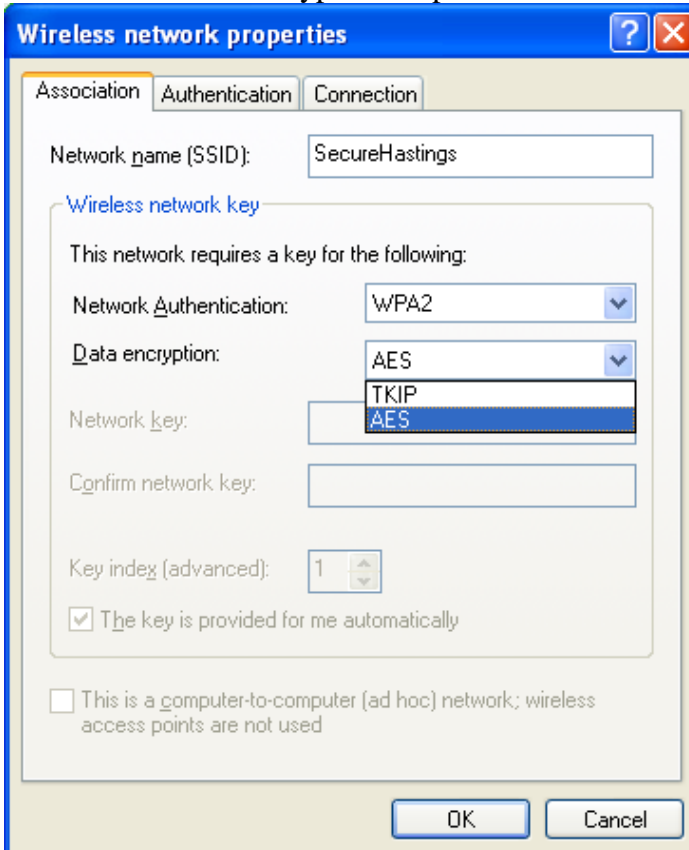 Wireless network properties
Association Authentication Connection
Network name (SSID): SecureHastings
Wireless network key
This network requires a key for the following:
Network Authentication: WPA2
Data encryption: AES
TKIP
AES
Network key:
Confirm network key:
Key index (advanced): 1
The key is provided for me automatically
This is a computer-to-computer (ad hoc) network; wireless
access points are not used
OK Cancel